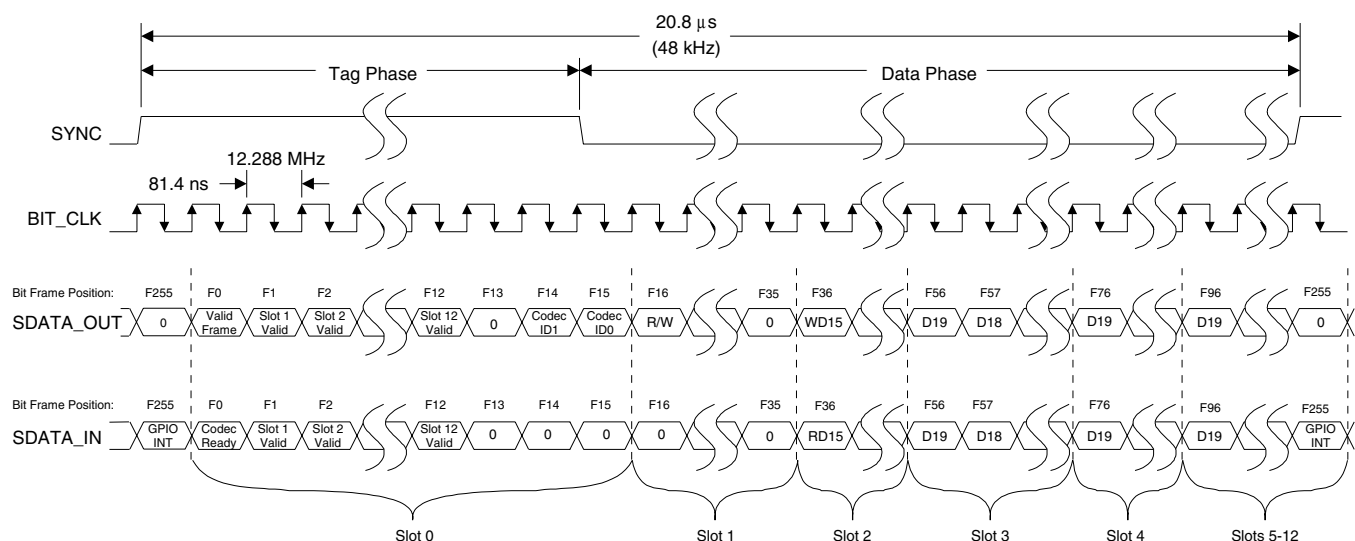 20.8 μs
(48 kHz)
Tag Phase
Data Phase
SYNC
12.288 MHz
81.4 ns
BIT_CLK
Bit Frame Position: F255 F0 F1 F2 F12 F13 F14 F15 F16 F35 F36 F56 F57 F76 F96 F255
SDATA_OUT 0 Valid Frame Slot 1 Valid Slot 2 Valid Slot 12 Valid 0 Codec ID1 Codec ID0 R/W 0 WD15 D19 D18 D19 D19 0
Bit Frame Position: F255 F0 F1 F2 F12 F13 F14 F15 F16 F35 F36 F56 F57 F76 F96 F255
SDATA_IN GPIO INT Codec Ready Slot 1 Valid Slot 2 Valid Slot 12 Valid 0 0 0 0 0 RD15 D19 D18 D19 D19 GPIO INT
Slot 0 Slot 1 Slot 2 Slot 3 Slot 4 Slots 5-12